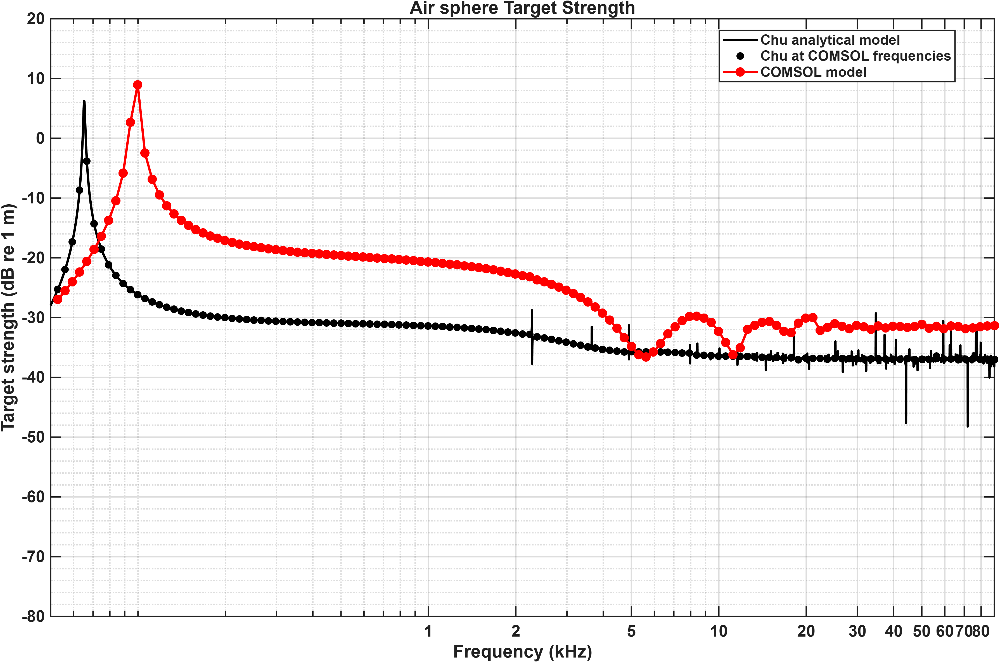 Air sphere Target Strength
20
10
0
-10
-20
-30
-40
-50
-60
-70
-80
Target strength (dB re 1 m)
Chu analytical model
Chu at COMSOL frequencies
COMSOL model
1 2 5 10 20 30 40 50 60 70 80
Frequency (kHz)